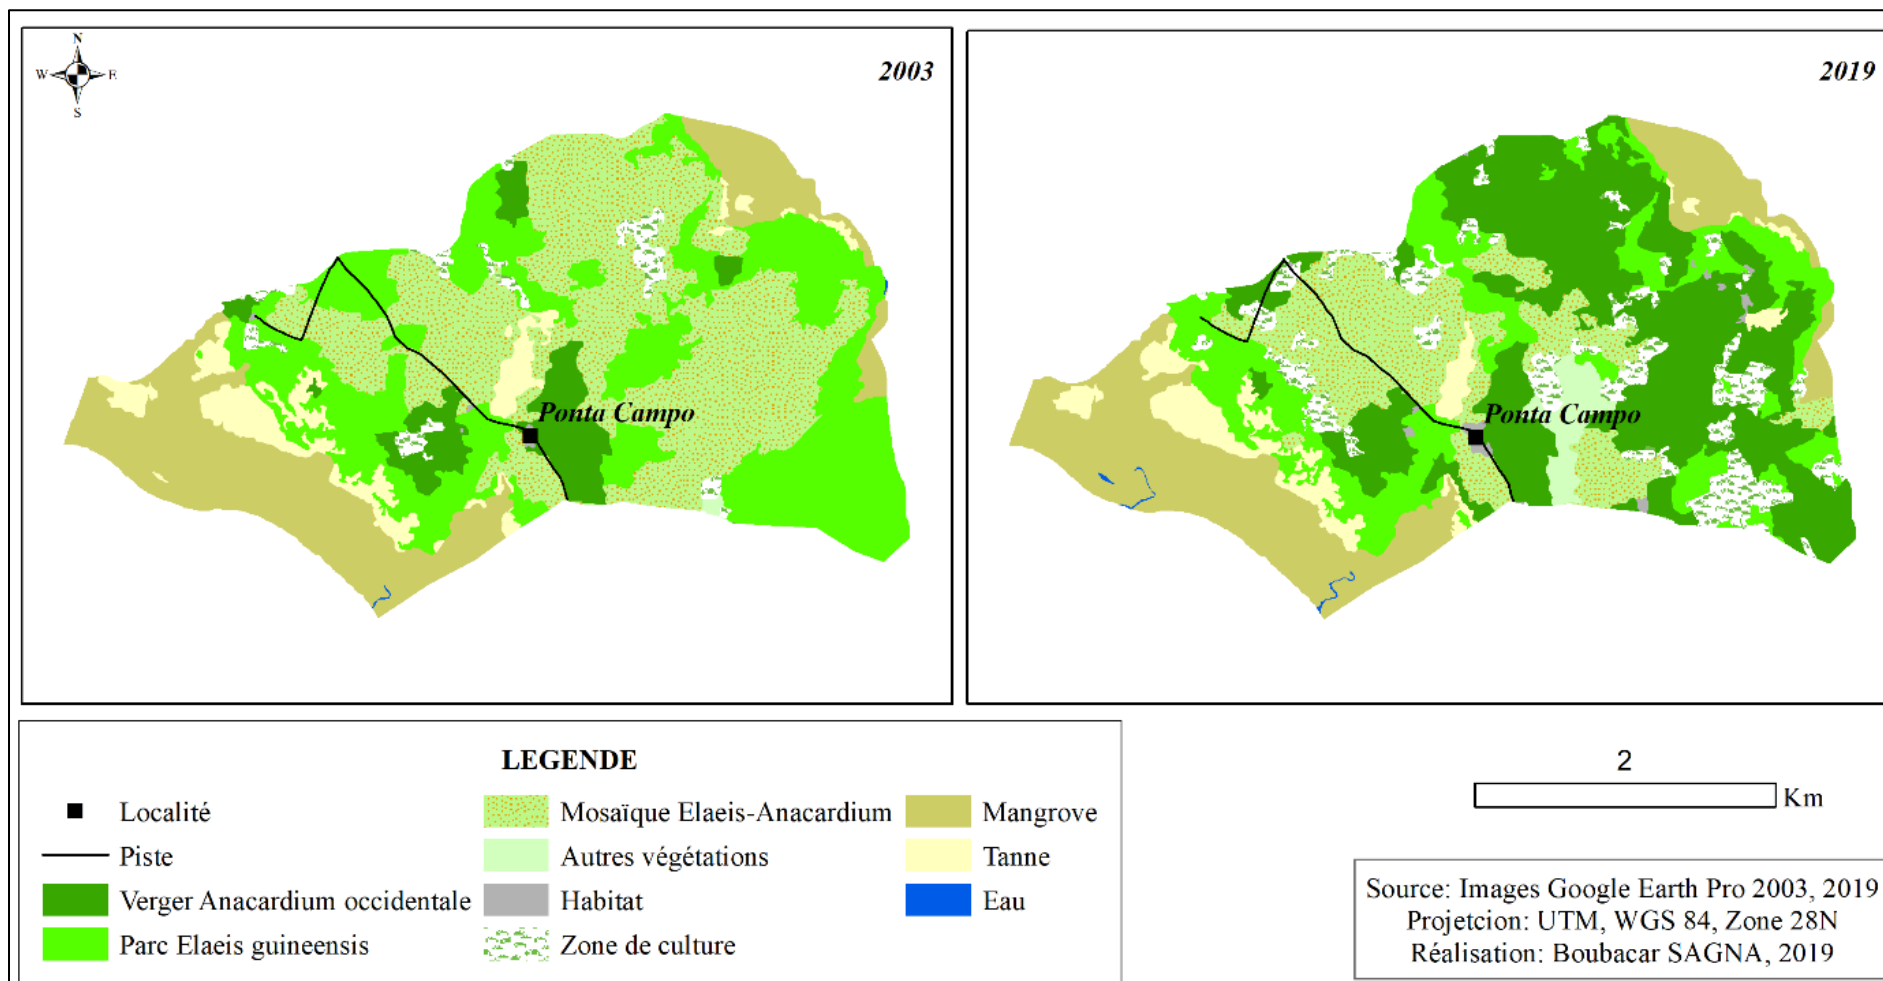 N
W E
S
2003
2019
Ponta Campo
Ponta Campo
LEGENDE
Localité
Piste
Verger Anacardium occidentale
Parc Elaeis guineensis
Mosaïque Elaeis-Anacardium
Autres végétations
Habitat
Zone de culture
Mangrove
Tanne
Eau
2
Km
Source: Images Google Earth Pro 2003, 2019
Projetcion: UTM, WGS 84, Zone 28N
Réalisation: Boubacar SAGNA, 2019